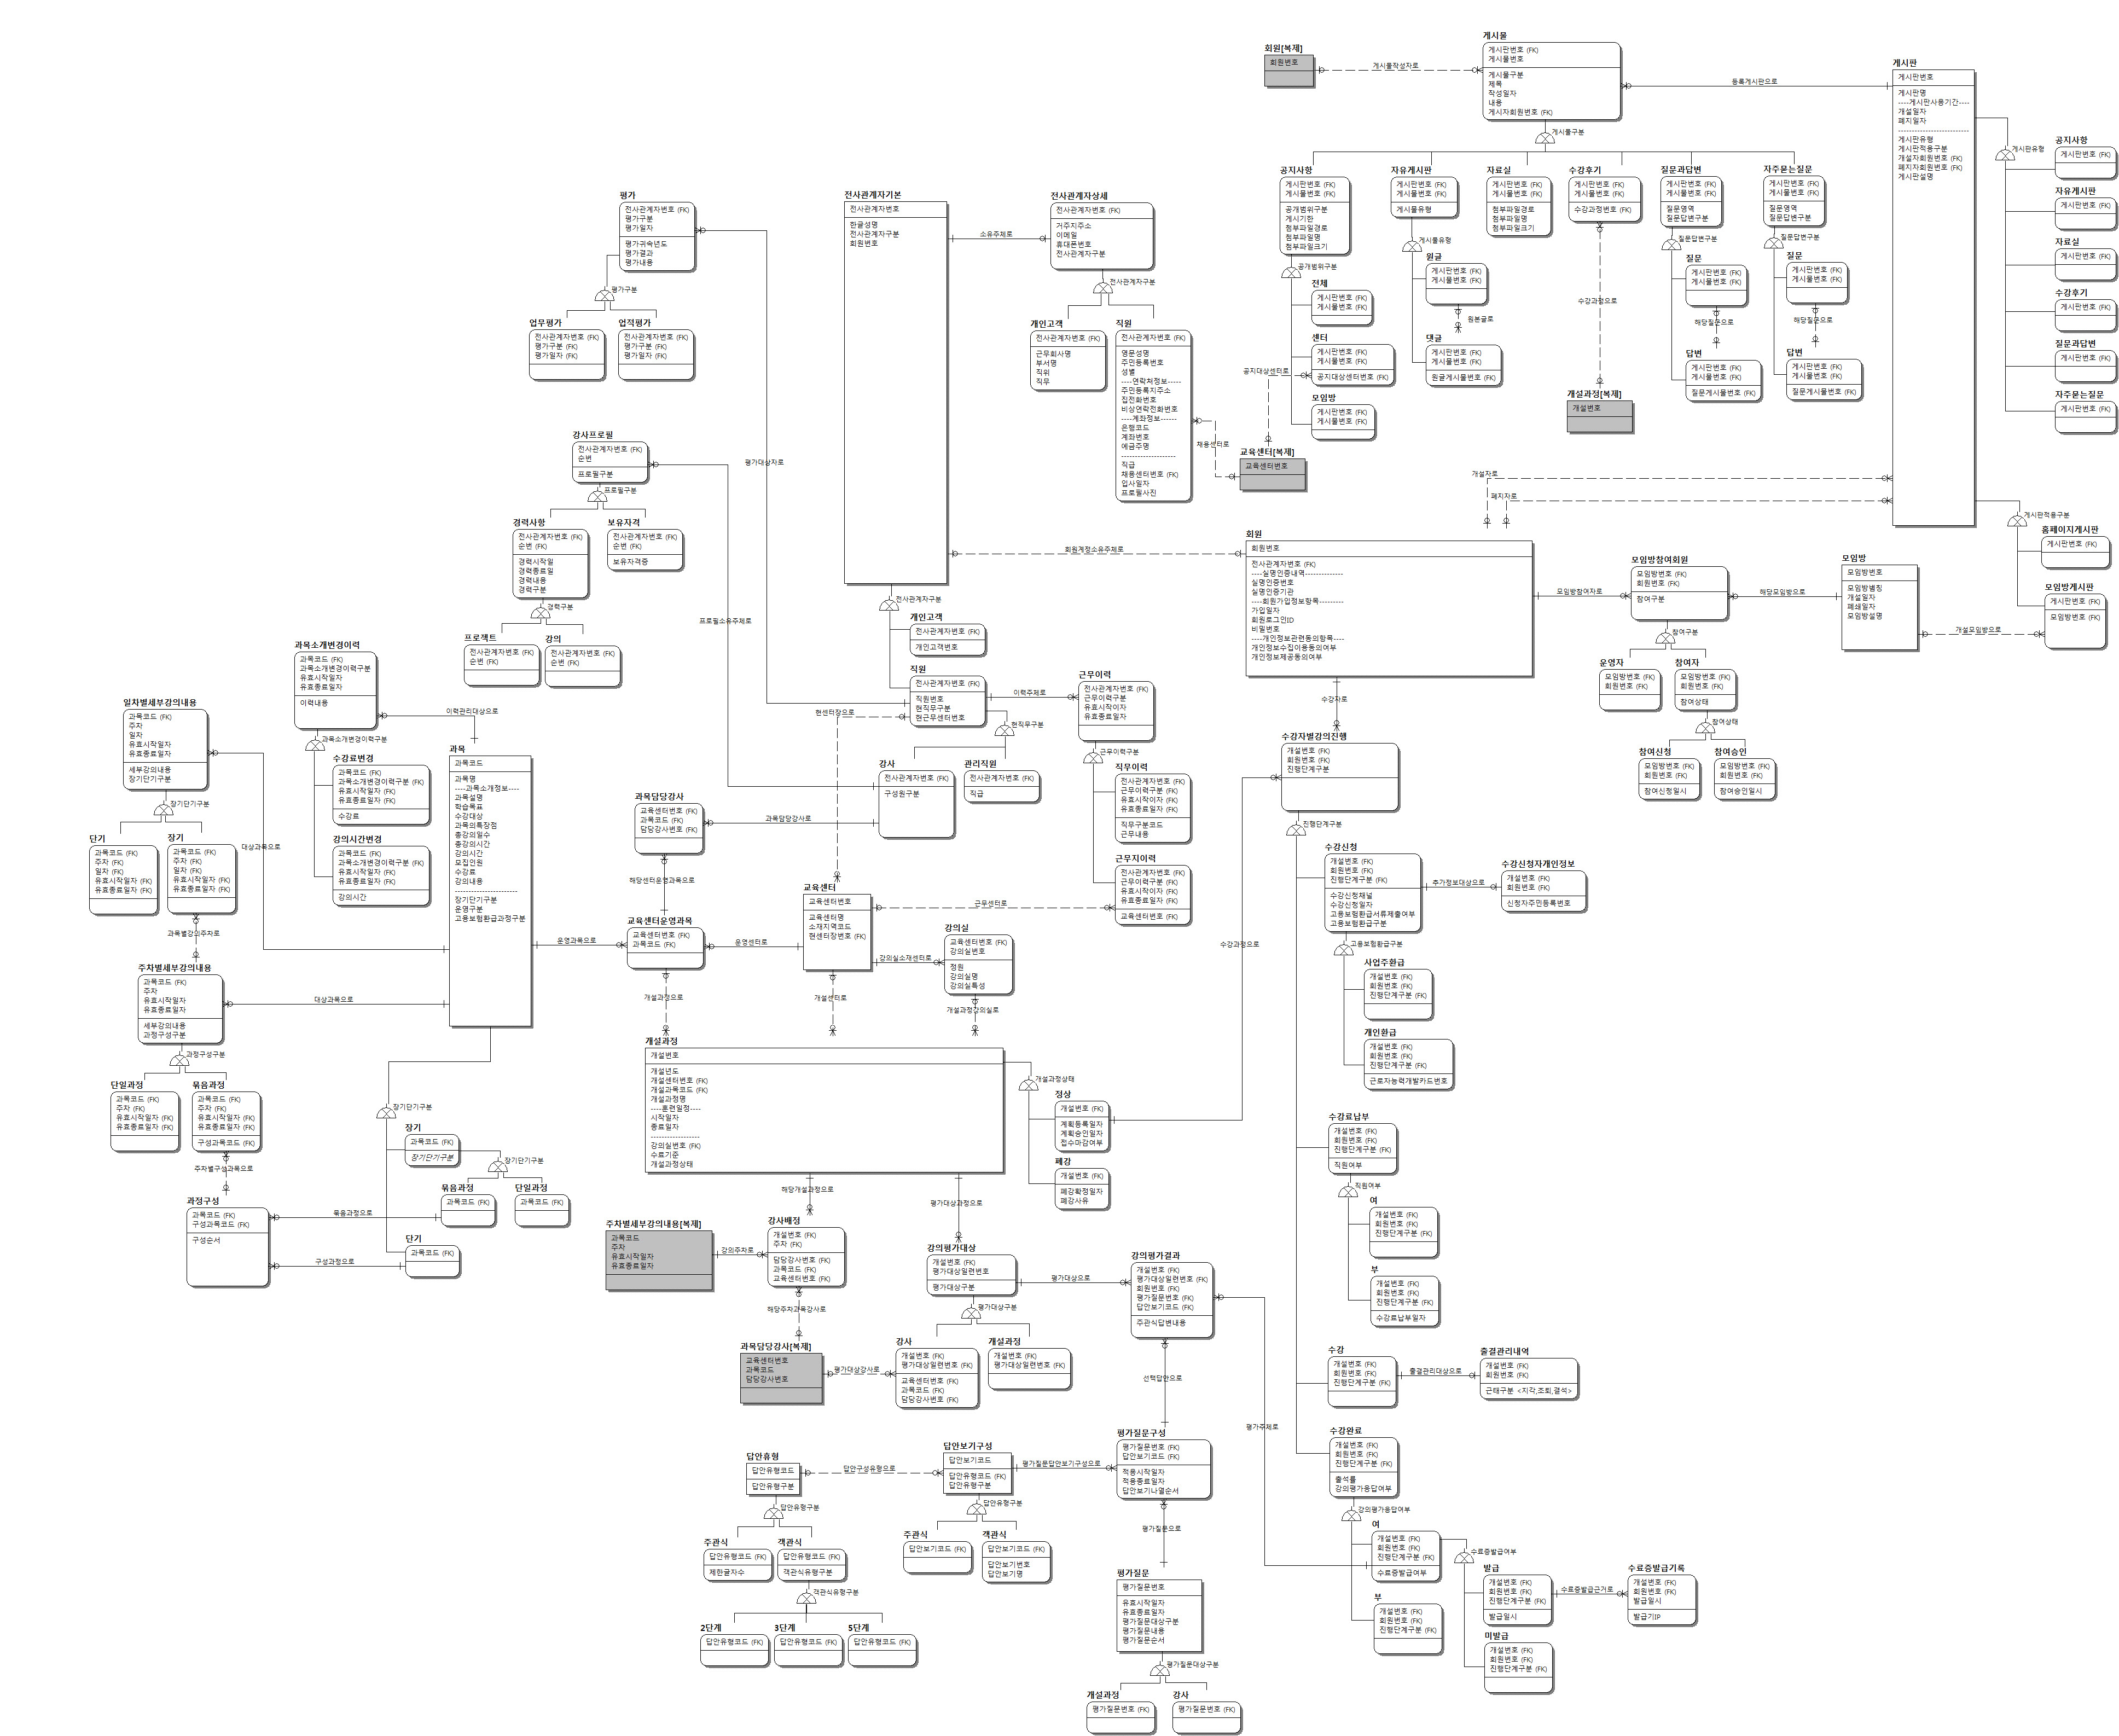 게시물
게시판번호 (FK)
게시물번호
게시물구분
제목
작성일자
내용
게시자회원번호 (FK)
회원[복제]
회원번호
게시물작성자로
등록게시판으로
게시물구분
게시판
게시판번호
게시판명
----게시판사용기간----
개설일자
폐지일자
게시판유형
게시판적용구분
개설자회원번호 (FK)
폐지자회원번호 (FK)
게시판설명
게시판유형
공지사항
게시판번호 (FK)
자유게시판
게시판번호 (FK)
자료실
게시판번호 (FK)
수강후기
게시판번호 (FK)
질문과답변
게시판번호 (FK)
자주묻는질문
게시판번호 (FK)
공지사항
게시판번호 (FK)
게시물번호 (FK)
공개범위구분
게시기한
첨부파일경로
첨부파일명
첨부파일크기
공개범위구분
전체
게시판번호 (FK)
게시물번호 (FK)
센터
게시판번호 (FK)
게시물번호 (FK)
공지대상센터번호 (FK)
모임방
게시판번호 (FK)
게시물번호 (FK)
공지대상센터로
자유게시판
게시판번호 (FK)
게시물번호 (FK)
게시물유형
게시물유형
원글
게시판번호 (FK)
게시물번호 (FK)
원본글로
댓글
게시판번호 (FK)
게시물번호 (FK)
원글게시물번호 (FK)
자료실
게시판번호 (FK)
게시물번호 (FK)
첨부파일경로
첨부파일명
첨부파일크기
수강후기
게시판번호 (FK)
게시물번호 (FK)
수강과정번호 (FK)
수강과정으로
개설과정[복제]
개설번호
질문과답변
게시판번호 (FK)
게시물번호 (FK)
질문영역
질문답변구분
질문답변구분
질문
게시판번호 (FK)
게시물번호 (FK)
해당질문으로
답변
게시판번호 (FK)
게시물번호 (FK)
질문게시물번호 (FK)
자주묻는질문
게시판번호 (FK)
게시물번호 (FK)
질문영역
질문답변구분
질문답변구분
질문
게시판번호 (FK)
게시물번호 (FK)
해당질문으로
답변
게시판번호 (FK)
게시물번호 (FK)
질문게시물번호 (FK)
평가
전사관계자번호 (FK)
평가구분
평가일자
평가귀속년도
평가결과
평가내용
평가구분
업무평가
전사관계자번호 (FK)
평가구분 (FK)
평가일자 (FK)
업적평가
전사관계자번호 (FK)
평가구분 (FK)
평가일자 (FK)
평가대상자로
전사관계자기본
전사관계자번호
한글성명
전사관계자구분
회원번호
소유주체로
전사관계자상세
전사관계자번호 (FK)
거주지주소
이메일
휴대폰번호
전사관계자구분
전사관계자구분
개인고객
전사관계자번호 (FK)
근무회사명
부서명
직위
직무
직원
전사관계자번호 (FK)
영문성명
주민등록번호
성별
----연락처정보-----
주민등록지주소
집전화번호
비상연락전화번호
----계좌정보------
은행코드
계좌번호
예금주명
직급
채용센터번호 (FK)
입사일자
프로필사진
채용센터로
교육센터[복제]
교육센터번호
강사프로필
전사관계자번호 (FK)
순번
프로필구분
프로필구분
경력사항
전사관계자번호 (FK)
순번 (FK)
경력시작일
경력종료일
경력내용
경력구분
보유자격
전사관계자번호 (FK)
순번 (FK)
보유자격증
경력구분
프로젝트
전사관계자번호 (FK)
순번 (FK)
강의
전사관계자번호 (FK)
순번 (FK)
프로필소유주체로
회원계정소유주체로
개설자로
폐지자로
회원
회원번호
전사관계자번호 (FK)
----실명인증내역-------------
실명인증번호
실명인증기관
----회원가입정보항목--------
가입일자
회원로그인ID
비밀번호
----개인정보관련동의항목----
개인정보수집이용동의여부
개인정보제공동의여부
모임방참여자로
모임방참여회원
모임방번호 (FK)
회원번호 (FK)
참여구분
해당모임방으로
모임방
모임방번호
모임방별칭
개설일자
폐쇄일자
모임방설명
개설모임방으로
게시판적용구분
홈페이지게시판
게시판번호 (FK)
모임방게시판
게시판번호 (FK)
모임방번호 (FK)
참여구분
운영자
모임방번호 (FK)
회원번호 (FK)
참여자
모임방번호 (FK)
회원번호 (FK)
참여상태
참여상태
참여신청
모임방번호 (FK)
회원번호 (FK)
참여신청일시
참여승인
모임방번호 (FK)
회원번호 (FK)
참여승인일시
전사관계자구분
개인고객
전사관계자번호 (FK)
개인고객번호
직원
전사관계자번호 (FK)
직원번호
현직무구분
현근무센터번호
이력주체로
현센터장으로
현직무구분
강사
전사관계자번호 (FK)
구성원구분
관리직원
전사관계자번호 (FK)
직급
근무이력
전사관계자번호 (FK)
근무이력구분
유효시작이자
유효종료일자
근무이력구분
직무이력
전사관계자번호 (FK)
근무이력구분 (FK)
유효시작이자 (FK)
유효종료일자 (FK)
직무구분코드
근무내용
근무지이력
전사관계자번호 (FK)
근무이력구분 (FK)
유효시작이자 (FK)
유효종료일자 (FK)
교육센터번호 (FK)
근무센터로
과목소개변경이력
과목코드 (FK)
과목소개변경이력구분
유효시작일자
유효종료일자
이력내용
이력관리대상으로
과목소개변경이력구분
수강료변경
과목코드 (FK)
과목소개변경이력구분 (FK)
유효시작일자 (FK)
유효종료일자 (FK)
수강료
강의시간변경
과목코드 (FK)
과목소개변경이력구분 (FK)
유효시작일자 (FK)
유효종료일자 (FK)
강의시간
일차별세부강의내용
과목코드 (FK)
주자
일자
유효시작일자
유효종료일자
세부강의내용
장기단기구분
장기단기구분
단기
과목코드 (FK)
주자 (FK)
일자 (FK)
유효시작일자 (FK)
유효종료일자 (FK)
장기
과목코드 (FK)
주자 (FK)
일자 (FK)
유효시작일자 (FK)
유효종료일자 (FK)
대상과목으로
과목별강의주차로
주차별세부강의내용
과목코드 (FK)
주자
유효시작일자
유효종료일자
세부강의내용
과정구성구분
대상과목으로
과정구성구분
단일과정
과목코드 (FK)
주자 (FK)
유효시작일자 (FK)
유효종료일자 (FK)
묶음과정
과목코드 (FK)
주자 (FK)
유효시작일자 (FK)
유효종료일자 (FK)
구성과목코드 (FK)
주차별구성과목으로
과정구성
과목코드 (FK)
구성과목코드 (FK)
구성순서
묶음과정으로
구성과정으로
과목
과목코드
과목명
----과목소개정보----
과목설명
학습목표
수강대상
과목의특장점
총강의일수
총강의시간
강의시간
모집인원
수강료
강의내용
장기단기구분
운영구분
고용보험환급과정구분
장기단기구분
장기
과목코드 (FK)
장기단기구분
장기단기구분
묶음과정
과목코드 (FK)
단일과정
과목코드 (FK)
단기
과목코드 (FK)
과목담당강사
교육센터번호 (FK)
과목코드 (FK)
담당강사번호 (FK)
과목담당강사로
해당센터운영과목으로
교육센터운영과목
교육센터번호 (FK)
과목코드 (FK)
운영과목으로
운영센터로
교육센터
교육센터번호
교육센터명
소재지역코드
현센터장번호 (FK)
강의실
교육센터번호 (FK)
강의실번호
정원
강의실명
강의실특성
강의실소재센터로
개설과정으로
개설센터로
개설과정강의실로
개설과정
개설번호
개설년도
개설센터번호 (FK)
개설과목코드 (FK)
개설과정명
----훈련일정----
시작일자
종료일자
강의실번호 (FK)
수료기준
개설과정상태
개설과정상태
정상
개설번호 (FK)
계획등록일자
계획승인일자
접수마감여부
폐강
개설번호 (FK)
폐강확정일자
폐강사유
해당개설과정으로
평가대상과정으로
주차별세부강의내용[복제]
과목코드
주자
유효시작일자
유효종료일자
강의주차로
강사배정
개설번호 (FK)
주자 (FK)
담당강사번호 (FK)
과목코드 (FK)
교육센터번호 (FK)
해당주차과목강사로
과목담당강사[복제]
교육센터번호
과목코드
담당강사번호
평가대상강사로
강의평가대상
개설번호 (FK)
평가대상일련번호
평가대상구분
평가대상구분
강사
개설번호 (FK)
평가대상일련번호 (FK)
교육센터번호 (FK)
과목코드 (FK)
담당강사번호 (FK)
개설과정
개설번호 (FK)
평가대상일련번호 (FK)
평가대상으로
강의평가결과
개설번호 (FK)
평가대상일련번호 (FK)
회원번호 (FK)
평가질문번호 (FK)
답안보기코드 (FK)
주관식답변내용
선택답안으로
평가주체로
평가질문구성
평가질문번호 (FK)
답안보기코드 (FK)
적용시작일자
적용종료일자
답안보기나열순서
평가질문으로
평가질문
평가질문번호
유효시작일자
유효종료일자
평가질문대상구분
평가질문내용
평가질문순서
평가질문대상구분
개설과정
평가질문번호 (FK)
강사
평가질문번호 (FK)
답안휴형
답안유형코드
답안유형구분
답안구성유형으로
답안유형구분
주관식
답안유형코드 (FK)
제한글자수
객관식
답안유형코드 (FK)
객관식유형구분
객관식유형구분
2단계
답안유형코드 (FK)
3단계
답안유형코드 (FK)
5단계
답안유형코드 (FK)
답안보기구성
답안보기코드
답안유형코드 (FK)
답안유형구분
평가질문답안보기구성으로
답안유형구분
주관식
답안보기코드 (FK)
객관식
답안보기코드 (FK)
답안보기번호
답안보기명
수강자로
수강자별강의진행
개설번호 (FK)
회원번호 (FK)
진행단계구분
수강과정으로
진행단계구분
수강신청
개설번호 (FK)
회원번호 (FK)
진행단계구분 (FK)
수강신청채널
수강신청일자
고용보험환급서류제출여부
고용보험환급구분
추가정보대상으로
수강신청자개인정보
개설번호 (FK)
회원번호 (FK)
신청자주민등록번호
고용보험환급구분
사업주환급
개설번호 (FK)
회원번호 (FK)
진행단계구분 (FK)
개인환급
개설번호 (FK)
회원번호 (FK)
진행단계구분 (FK)
근로자능력개발카드번호
수강료납부
개설번호 (FK)
회원번호 (FK)
진행단계구분 (FK)
직원여부
직원여부
여
개설번호 (FK)
회원번호 (FK)
진행단계구분 (FK)
부
개설번호 (FK)
회원번호 (FK)
진행단계구분 (FK)
수강료납부일자
수강
개설번호 (FK)
회원번호 (FK)
진행단계구분 (FK)
출결관리대상으로
출결관리내역
개설번호 (FK)
회원번호 (FK)
근태구분 <지각,조퇴,결석>
수강완료
개설번호 (FK)
회원번호 (FK)
진행단계구분 (FK)
출석률
강의평가응답여부
강의평가응답여부
여
개설번호 (FK)
회원번호 (FK)
진행단계구분 (FK)
수료증발급여부
부
개설번호 (FK)
회원번호 (FK)
진행단계구분 (FK)
수료증발급여부
발급
개설번호 (FK)
회원번호 (FK)
진행단계구분 (FK)
발급일시
수료증발급근거로
수료증발급기록
개설번호 (FK)
회원번호 (FK)
발급일시
발급기IP
미발급
개설번호 (FK)
회원번호 (FK)
진행단계구분 (FK)